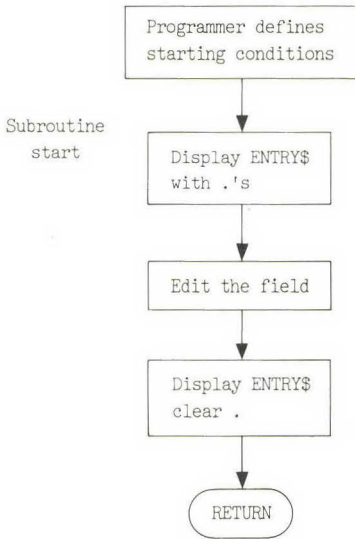 Programmer defines
starting conditions
Subroutine
start
Display ENTRY$
with .'s
Edit the field
Display ENTRY$
clear .
RETURN